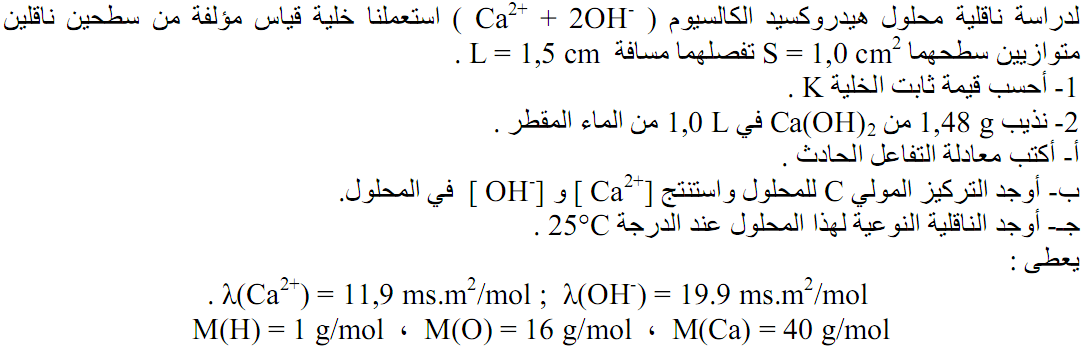 لدراسة ناقلية محلول هيدروكسيد الكالسيوم ( Ca²⁺ + 2OH⁻ ) استعملنا خلية قياس مؤلفة من سطحين ناقلين
متوازيين سطحهما S = 1,0 cm² تفصلهما مسافة L = 1,5 cm .
1- أحسب قيمة ثابت الخلية K .
2- نذيب 1,48 g من Ca(OH)₂ في 1,0 L من الماء المقطر .
أ- أكتب معادلة التفاعل الحادث .
ب- أوجد التركيز المولي C للمحلول واستنتج [Ca²⁺] و [OH⁻] في المحلول.
جـ- أوجد الناقلية النوعية لهذا المحلول عند الدرجة 25°C .
يعطى :
λ(Ca²⁺) = 11,9 ms.m²/mol ; λ(OH⁻) = 19.9 ms.m²/mol .
M(H) = 1 g/mol ، M(O) = 16 g/mol ، M(Ca) = 40 g/mol